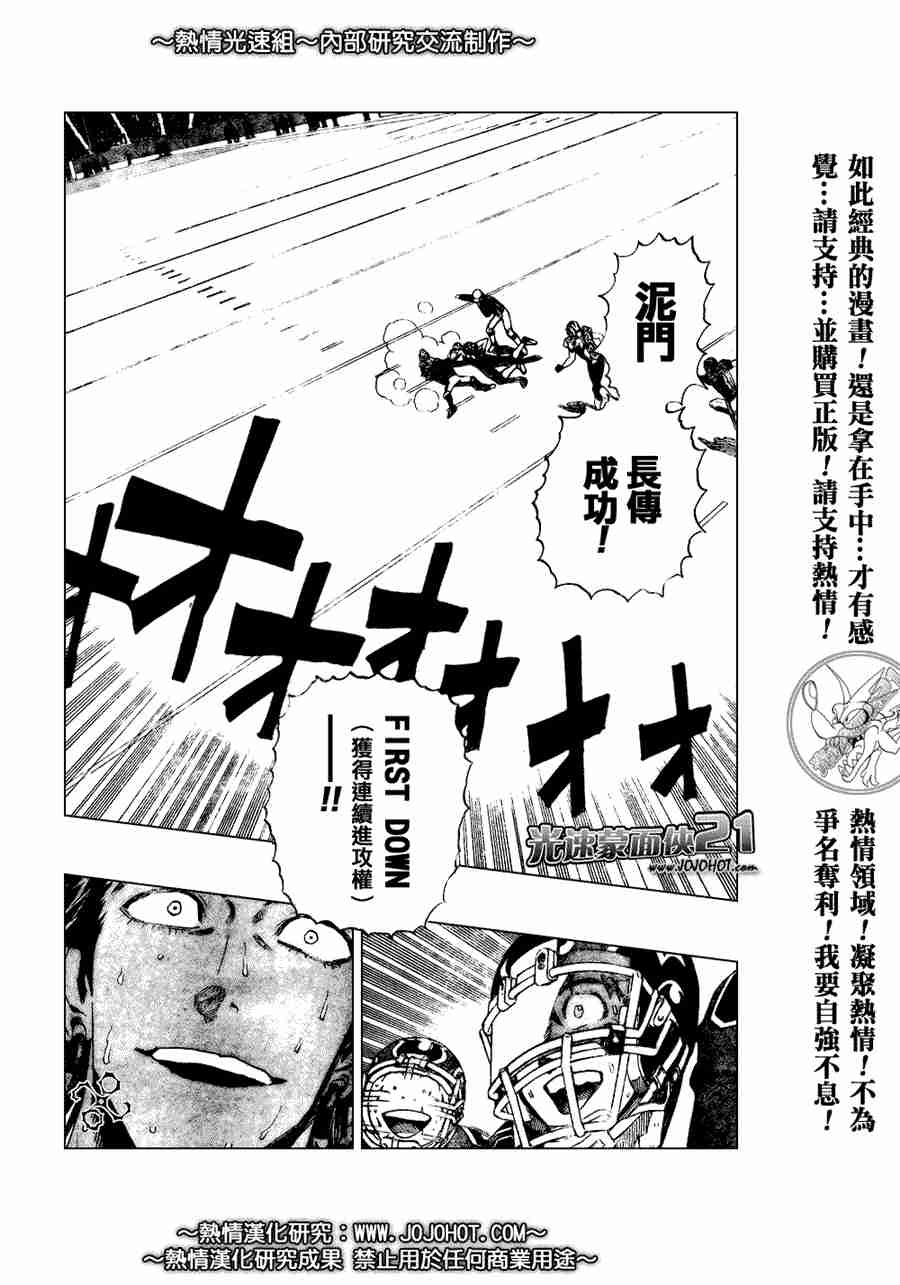 ～熱情光速組～內部研究交流制作～
如此經典的漫畫！還是拿在手中…才有感
覺…請支持…並購買正版！請支持熱情！
泥門
長傳
成功！
オオオオオオオ
FIRST DOWN
（獲得連續進攻權）
——!!
光速蒙面俠21
www.JOJOHOT.com
熱情領域！凝聚熱情！不為
爭名奪利！我要自強不息！
～熱情漢化研究：WWW.JOJOHOT.COM～
～熱情漢化研究成果 禁止用於任何商業用途～